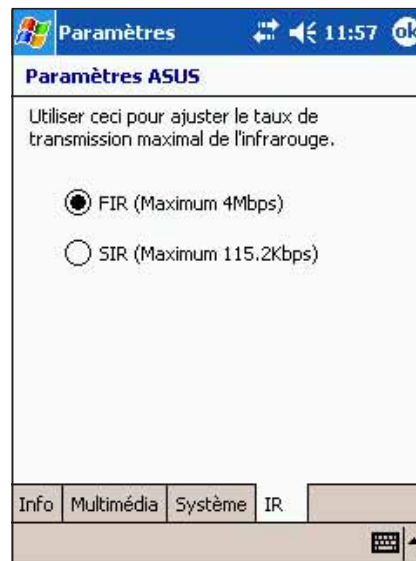 Paramètres 11:57 ok
Paramètres ASUS
Utiliser ceci pour ajuster le taux de
transmission maximal de l'infrarouge.
FIR (Maximum 4Mbps)
SIR (Maximum 115.2Kbps)
Info Multimédia Système IR